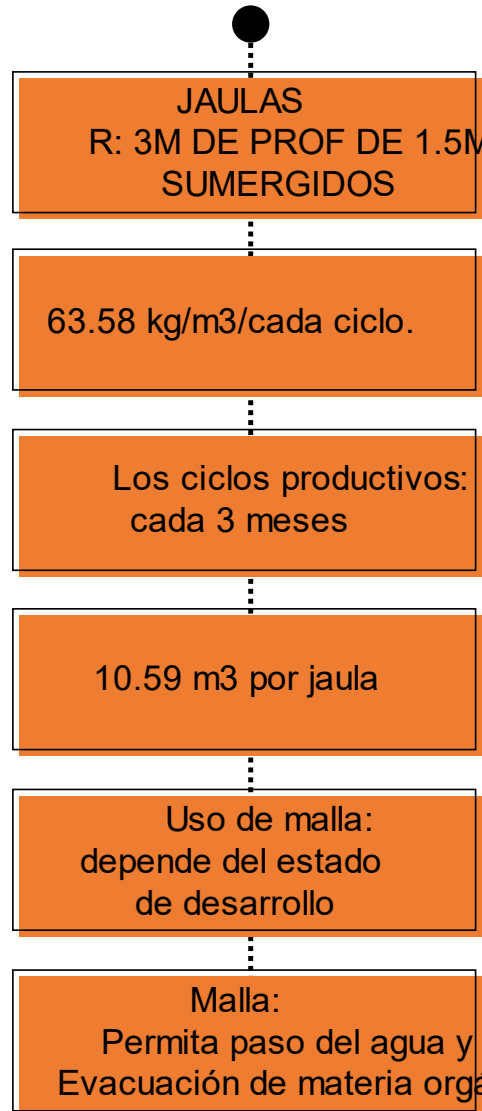 JAULAS
R: 3M DE PROF DE 1.5M
SUMERGIDOS
63.58 kg/m3/cada ciclo.
Los ciclos productivos:
cada 3 meses
10.59 m3 por jaula
Uso de malla:
depende del estado
de desarrollo
Malla:
Permita paso del agua y
Evacuación de materia